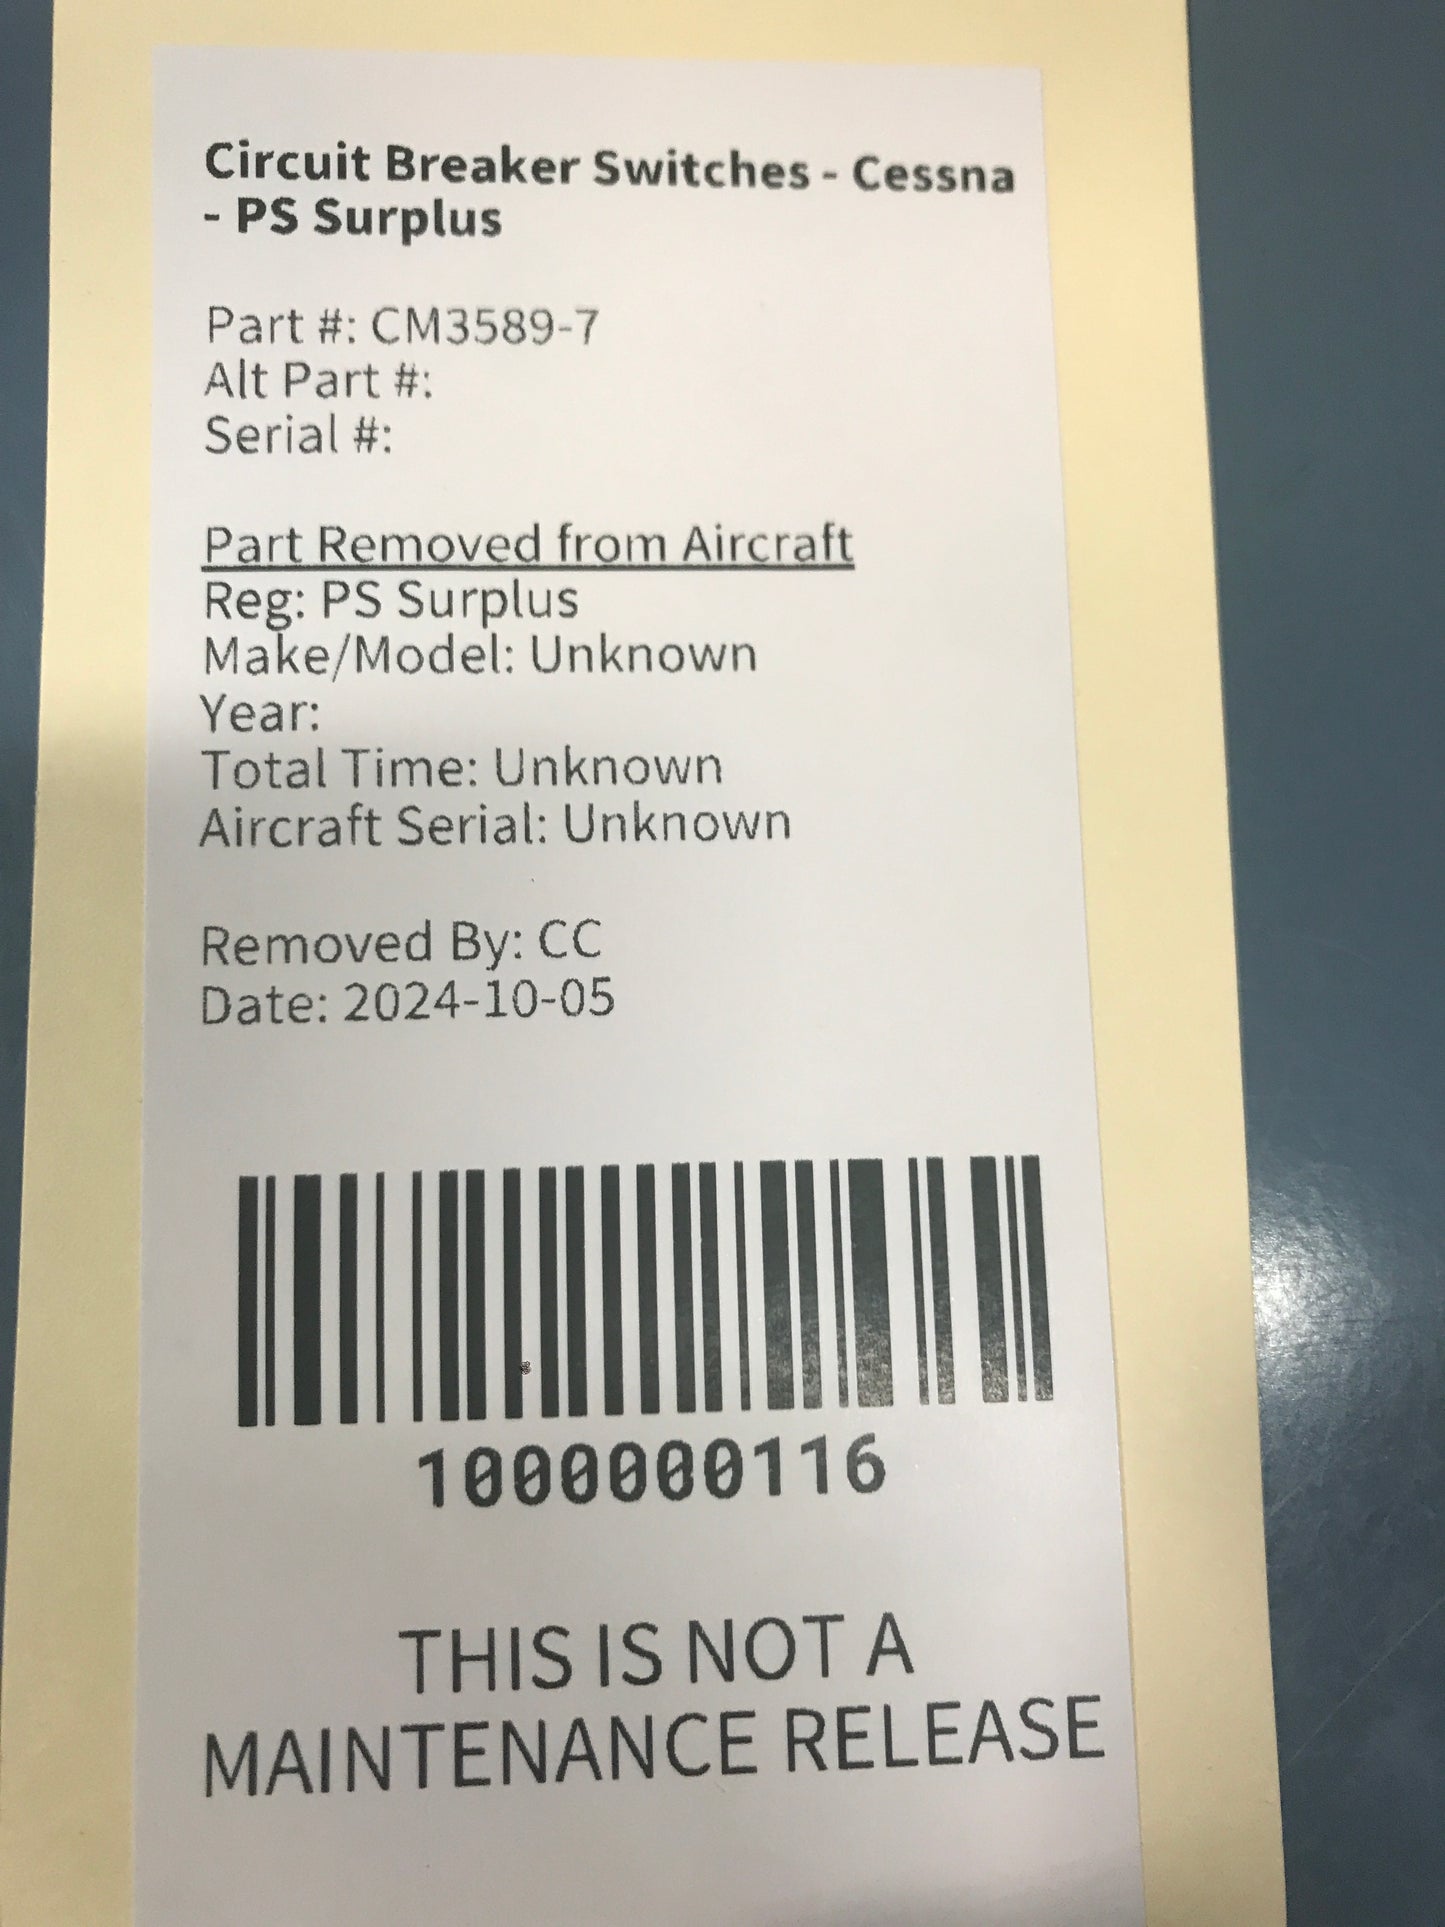 Circuit Breaker Switches - Cessna
- PS Surplus
Part #: CM3589-7
Alt Part #:
Serial #:
Part Removed from Aircraft
Reg: PS Surplus
Make/Model: Unknown
Year:
Total Time: Unknown
Aircraft Serial: Unknown
Removed By: CC
Date: 2024-10-05
1000000116
THIS IS NOT A
MAINTENANCE RELEASE